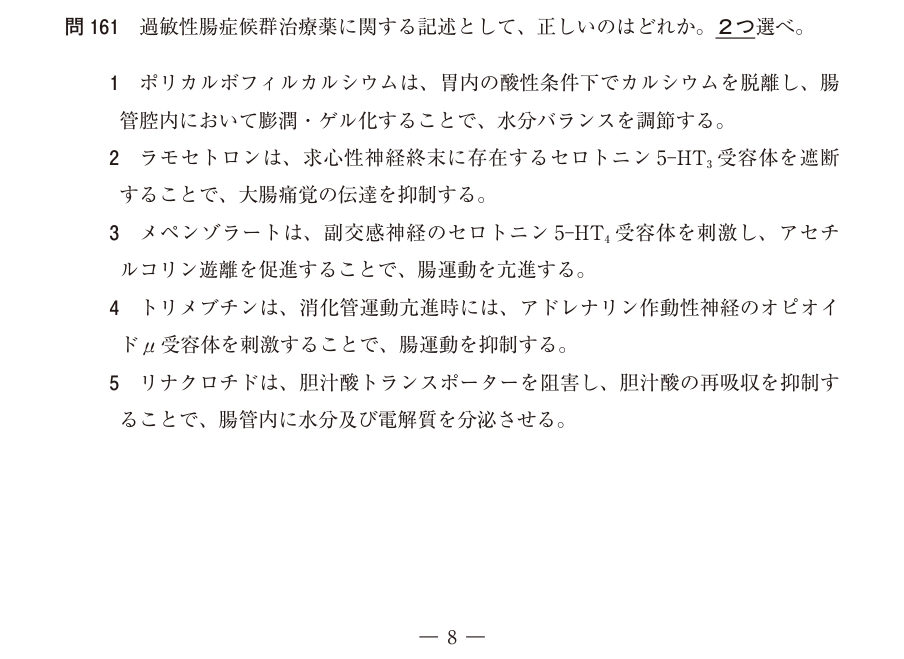 問 161 過敏性腸症候群治療薬に関する記述として、正しいのはどれか。2つ選べ。
1 ポリカルボフィルカルシウムは、胃内の酸性条件下でカルシウムを脱離し、腸
管腔内において膨潤・ゲル化することで、水分バランスを調節する。
2 ラモセトロンは、求心性神経終末に存在するセロトニン 5-HT₃ 受容体を遮断
することで、大腸痛覚の伝達を抑制する。
3 メペンゾラートは、副交感神経のセロトニン 5-HT₄ 受容体を刺激し、アセチ
ルコリン遊離を促進することで、腸運動を亢進する。
4 トリメブチンは、消化管運動亢進時には、アドレナリン作動性神経のオピオイ
ド μ 受容体を刺激することで、腸運動を抑制する。
5 リナクロチドは、胆汁酸トランスポーターを阻害し、胆汁酸の再吸収を抑制す
ることで、腸管内に水分及び電解質を分泌させる。
— 8 —